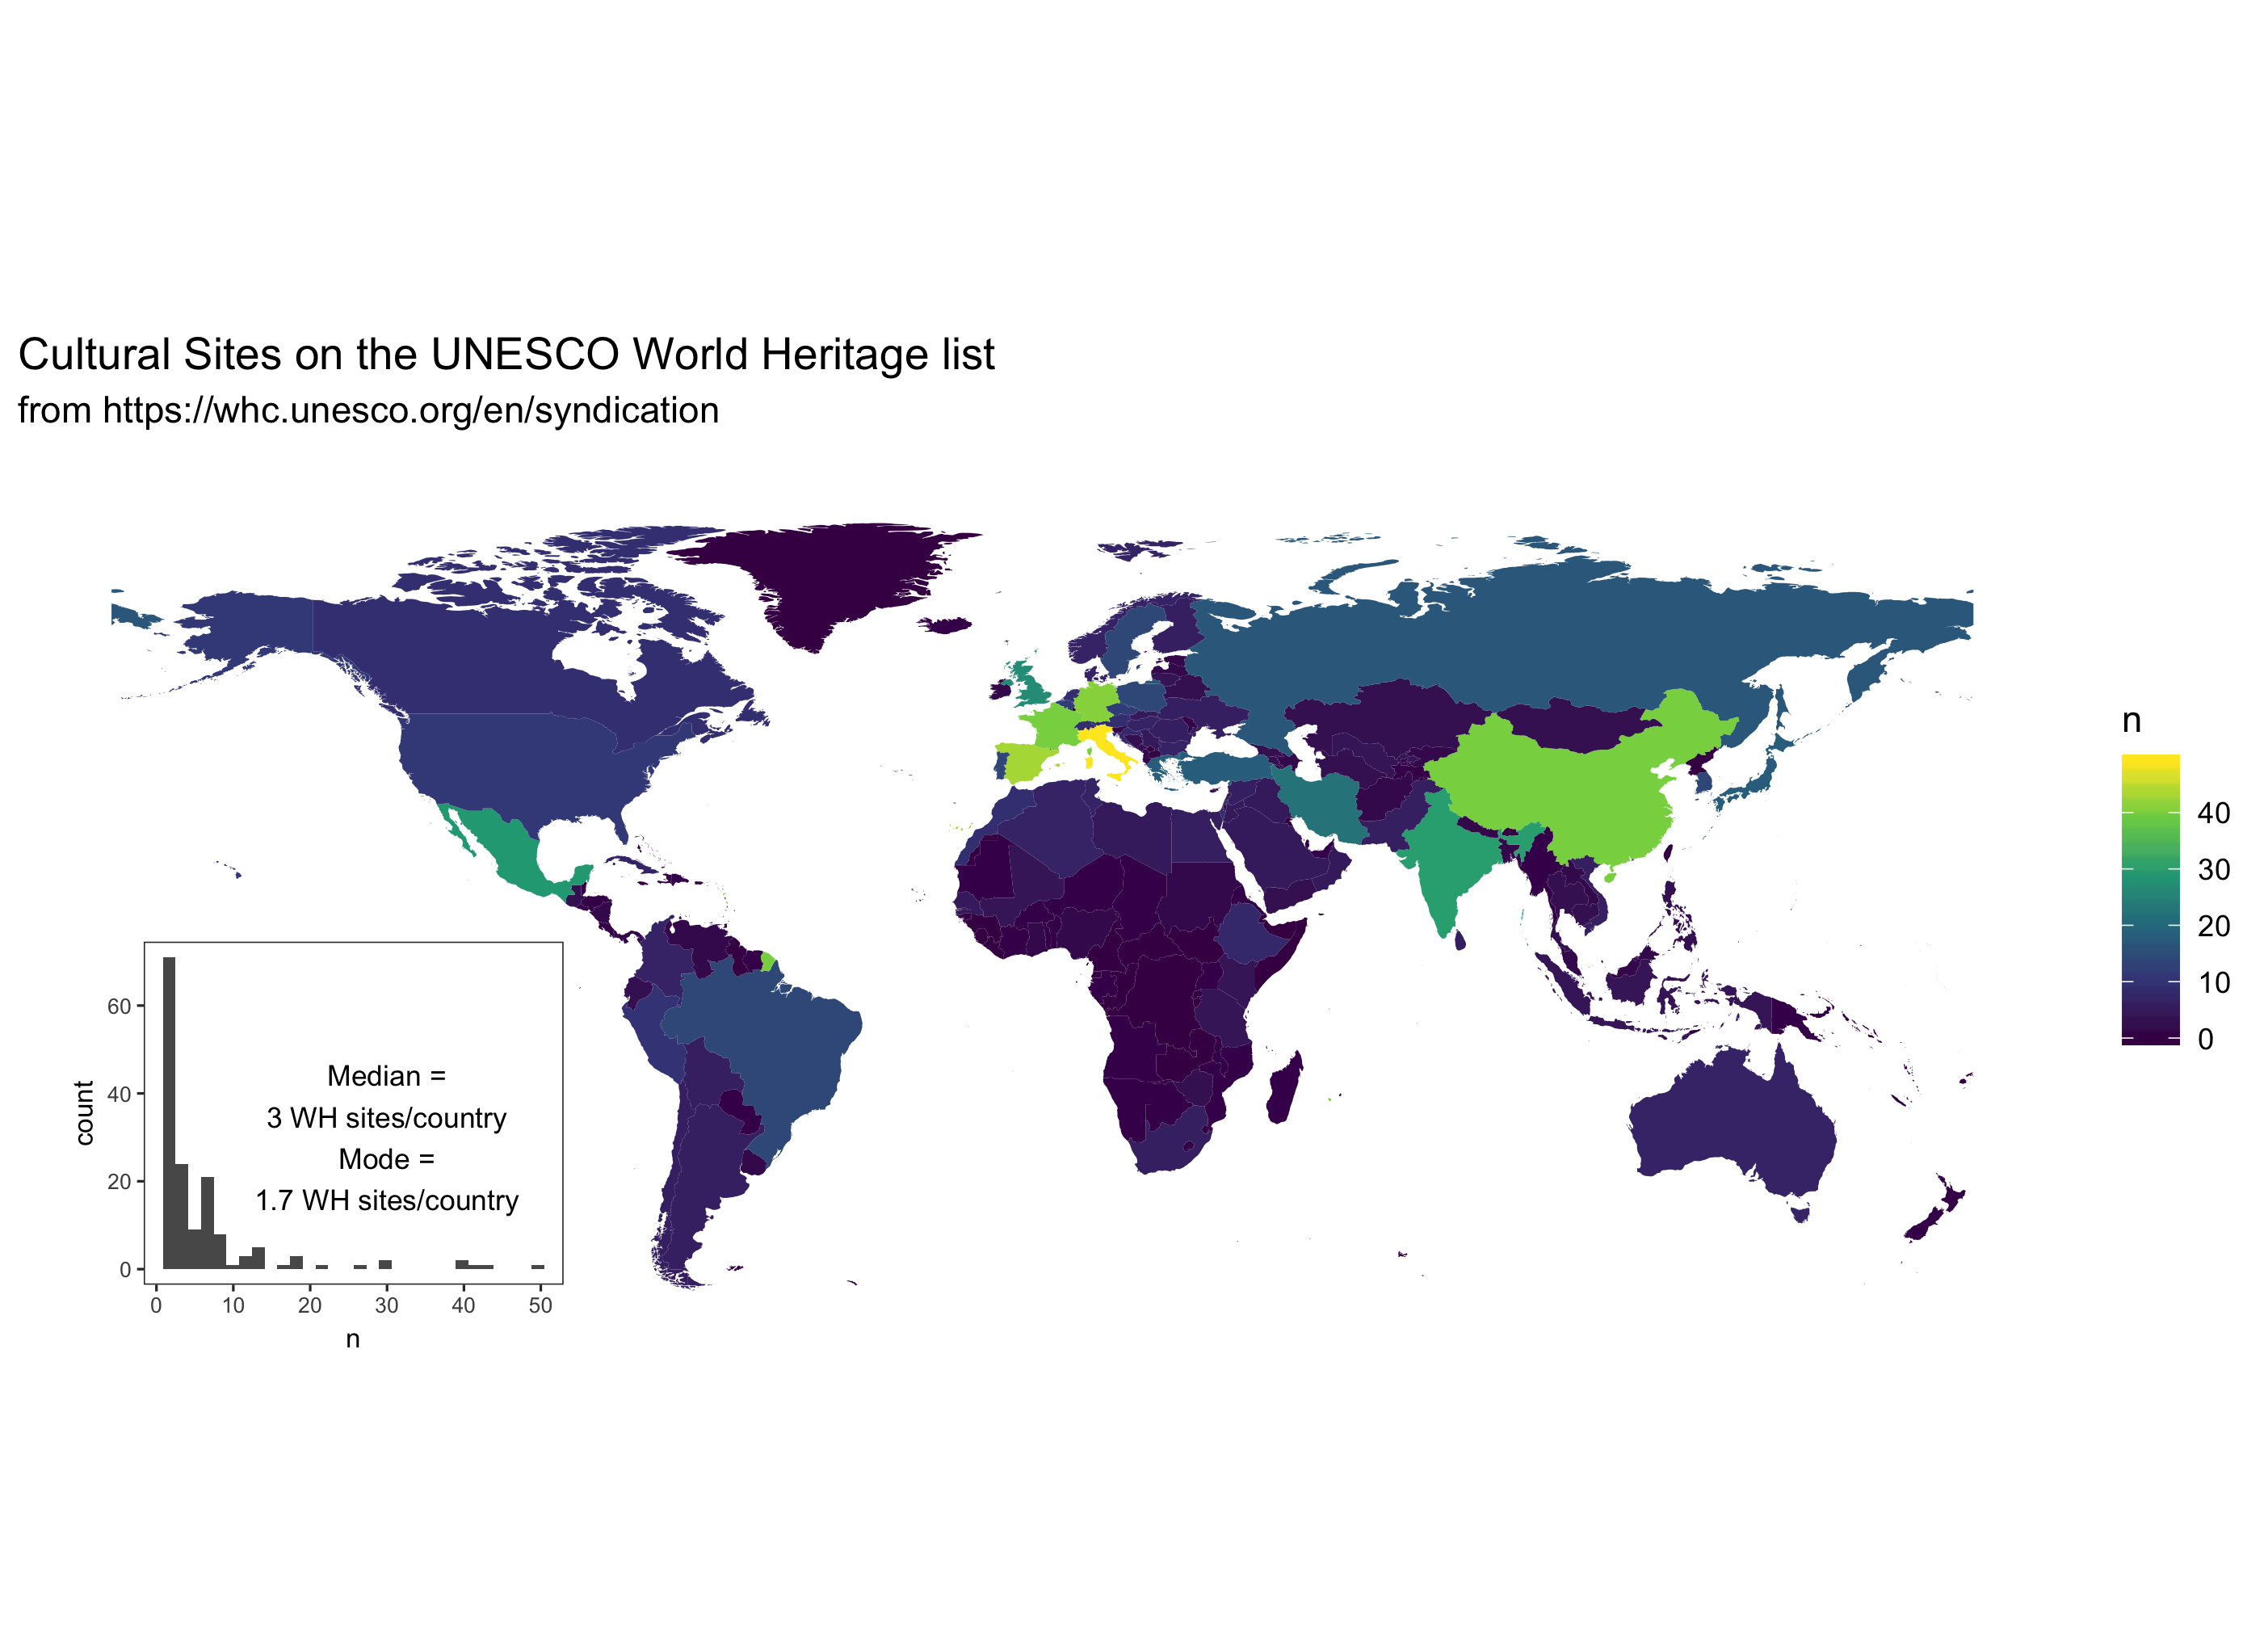 Cultural Sites on the UNESCO World Heritage list
from https://whc.unesco.org/en/syndication
n
40
30
20
10
0
60
40
20
0
count
Median =
3 WH sites/country
Mode =
1.7 WH sites/country
0 10 20 30 40 50
n